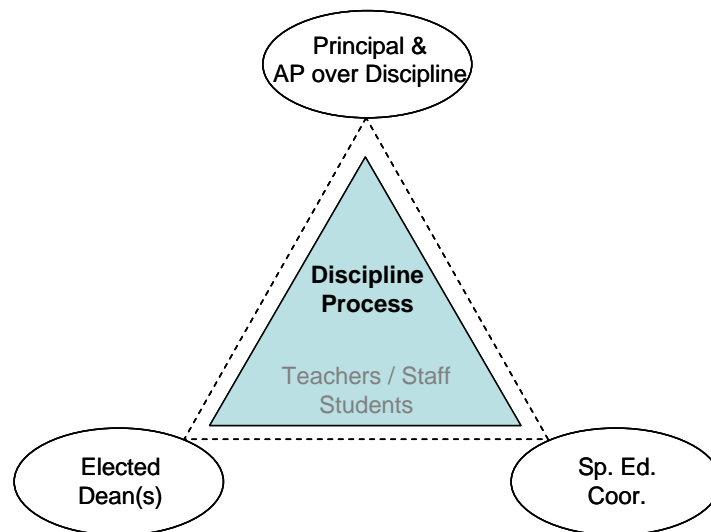 Principal &
AP over Discipline
Discipline
Process
Teachers / Staff
Students
Elected
Dean(s)
Sp. Ed.
Coor.